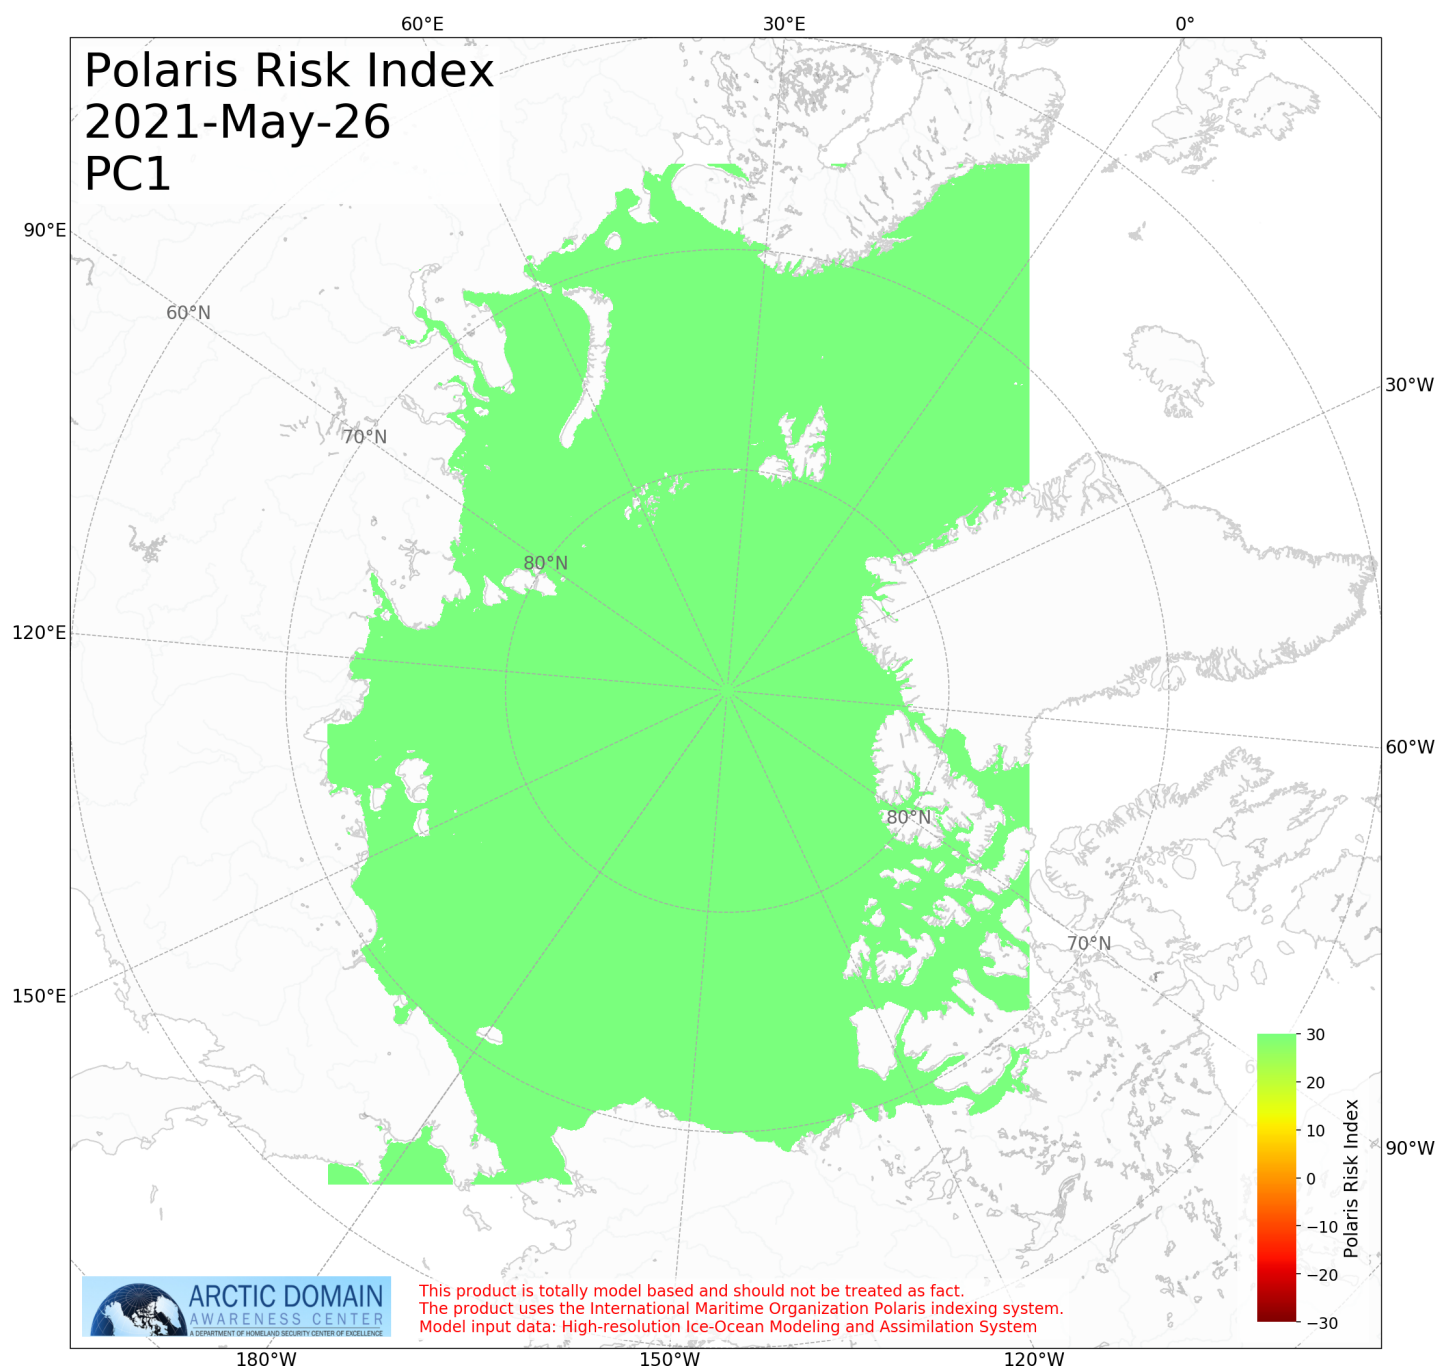 60°E 30°E 0°
Polaris Risk Index
2021-May-26
PC1
90°E
60°N
30°W
70°N
80°N
120°E
60°W
80°N
70°N
150°E
30
20
10
0
−10
−20
−30
Polaris Risk Index
90°W
ARCTIC DOMAIN
AWARENESS CENTER
A DEPARTMENT OF HOMELAND SECURITY CENTER OF EXCELLENCE
This product is totally model based and should not be treated as fact.
The product uses the International Maritime Organization Polaris indexing system.
Model input data: High-resolution Ice-Ocean Modeling and Assimilation System
180°W 150°W 120°W